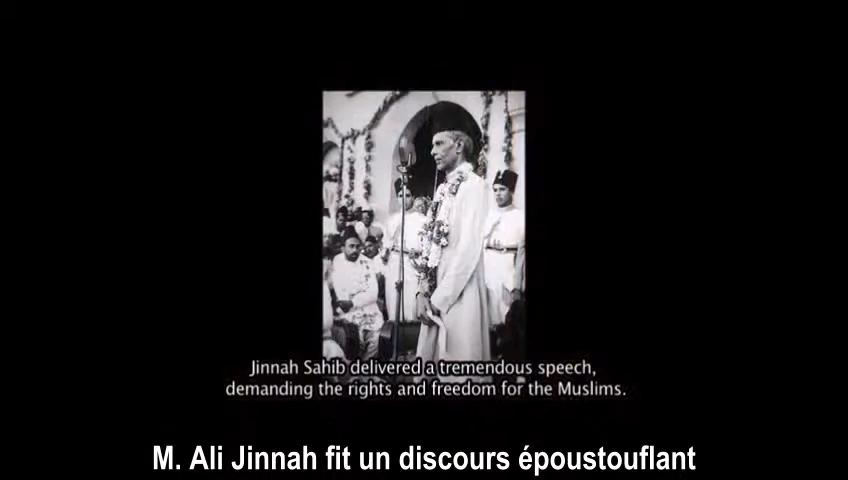 Jinnah Sahib delivered a tremendous speech,
demanding the rights and freedom for the Muslims.
M. Ali Jinnah fit un discours époustouflant